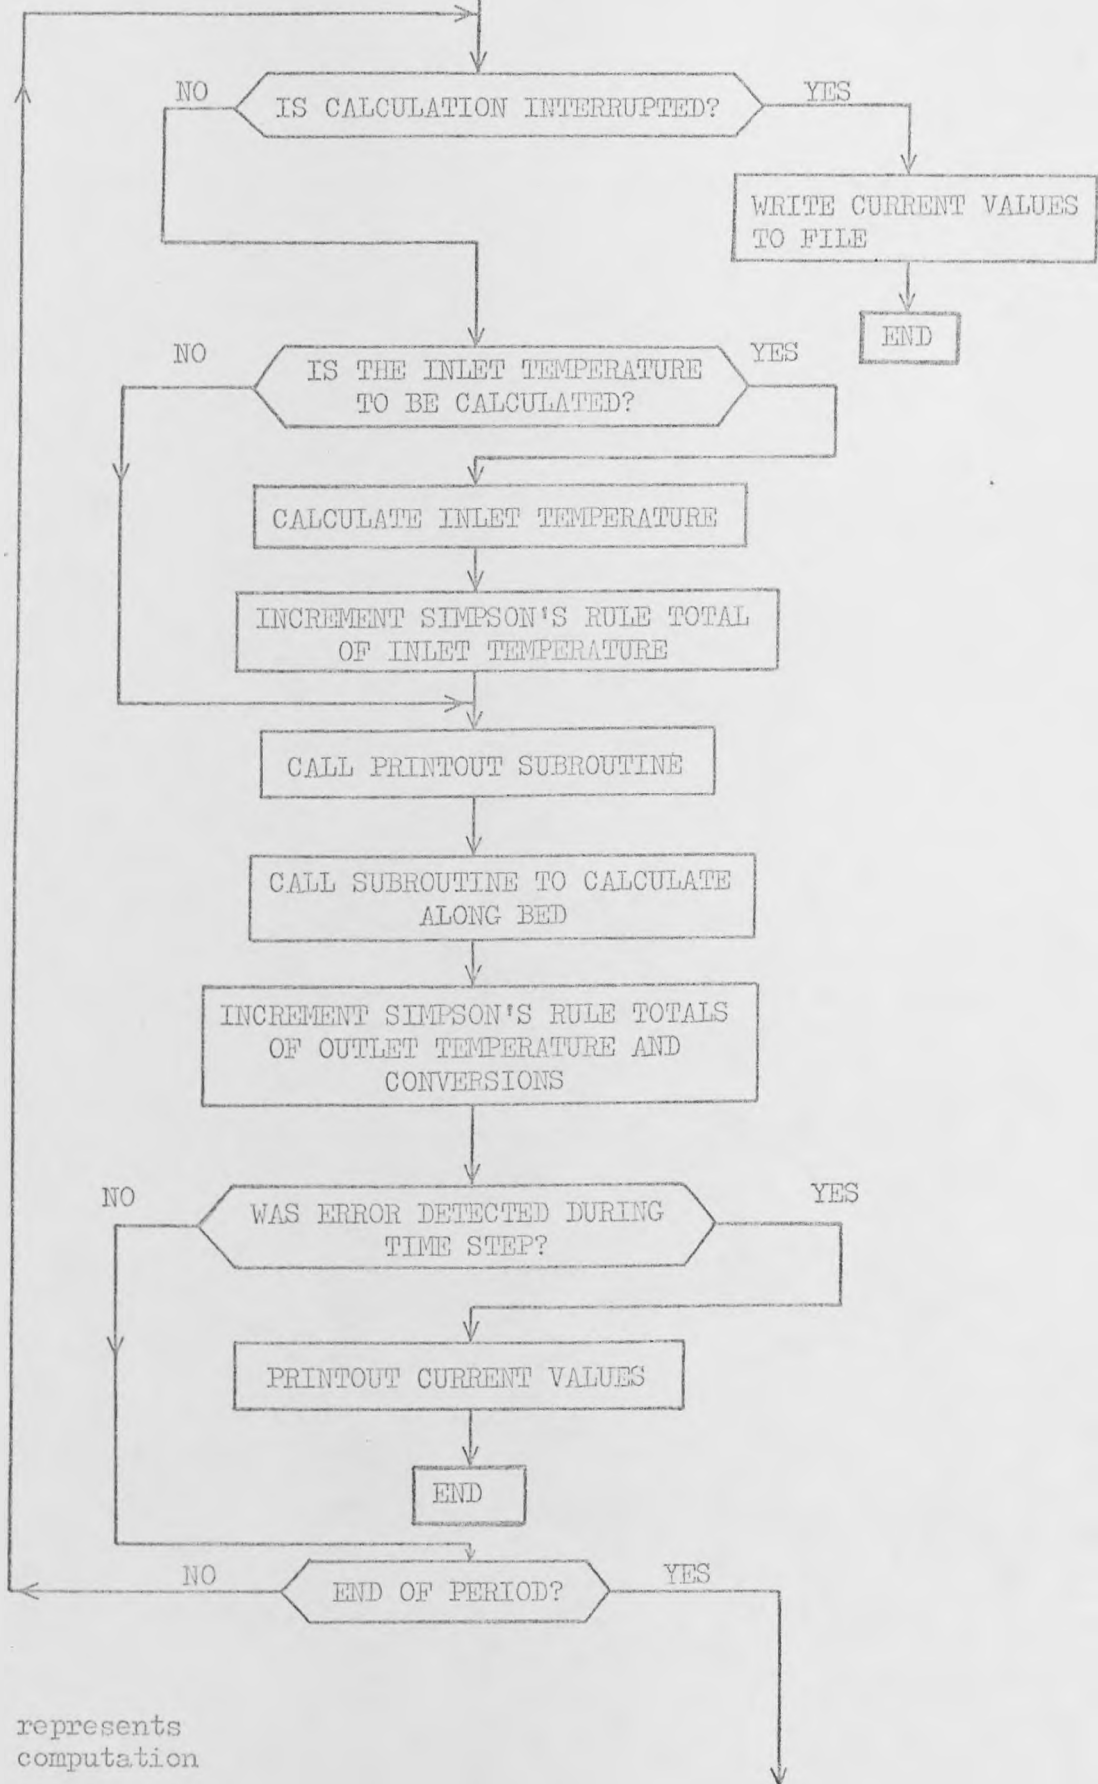 NO
YES
IS CALCULATION INTERRUPTED?
WRITE CURRENT VALUES
TO FILE
END
NO
YES
IS THE INLET TEMPERATURE
TO BE CALCULATED?
CALCULATE INLET TEMPERATURE
INCREMENT SIMPSON'S RULE TOTAL
OF INLET TEMPERATURE
CALL PRINTOUT SUBROUTINE
CALL SUBROUTINE TO CALCULATE
ALONG BED
INCREMENT SIMPSON'S RULE TOTALS
OF OUTLET TEMPERATURE AND
CONVERSIONS
NO
YES
WAS ERROR DETECTED DURING
TIME STEP?
PRINTOUT CURRENT VALUES
END
NO
YES
END OF PERIOD?
represents
computation